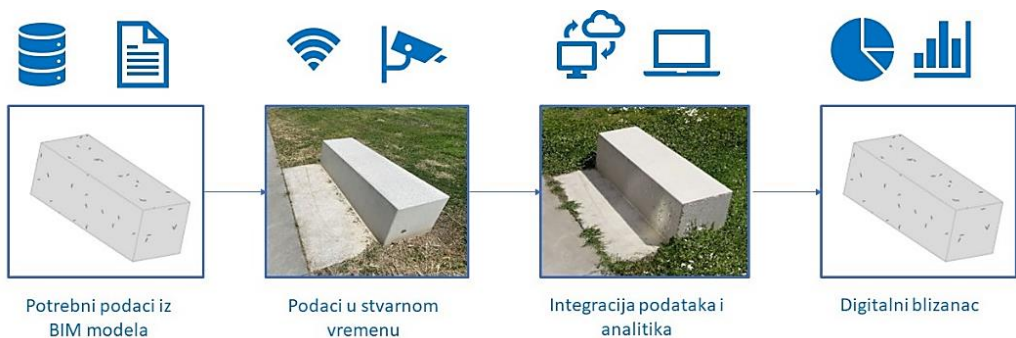 Potrebni podaci iz
BIM modela
Podaci u stvarnom
vremenu
Integracija podataka i
analitika
Digitalni blizanac